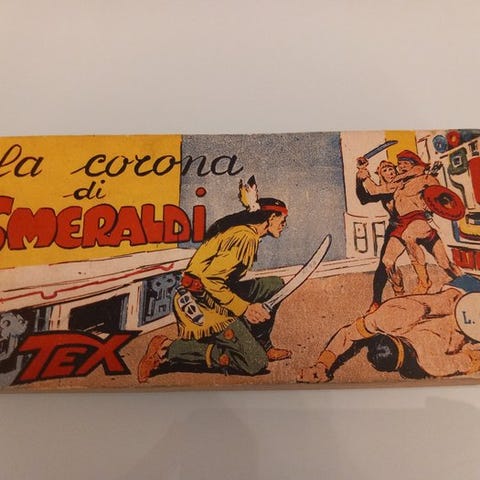 la corona
di
SMERALDI
TEX
L.